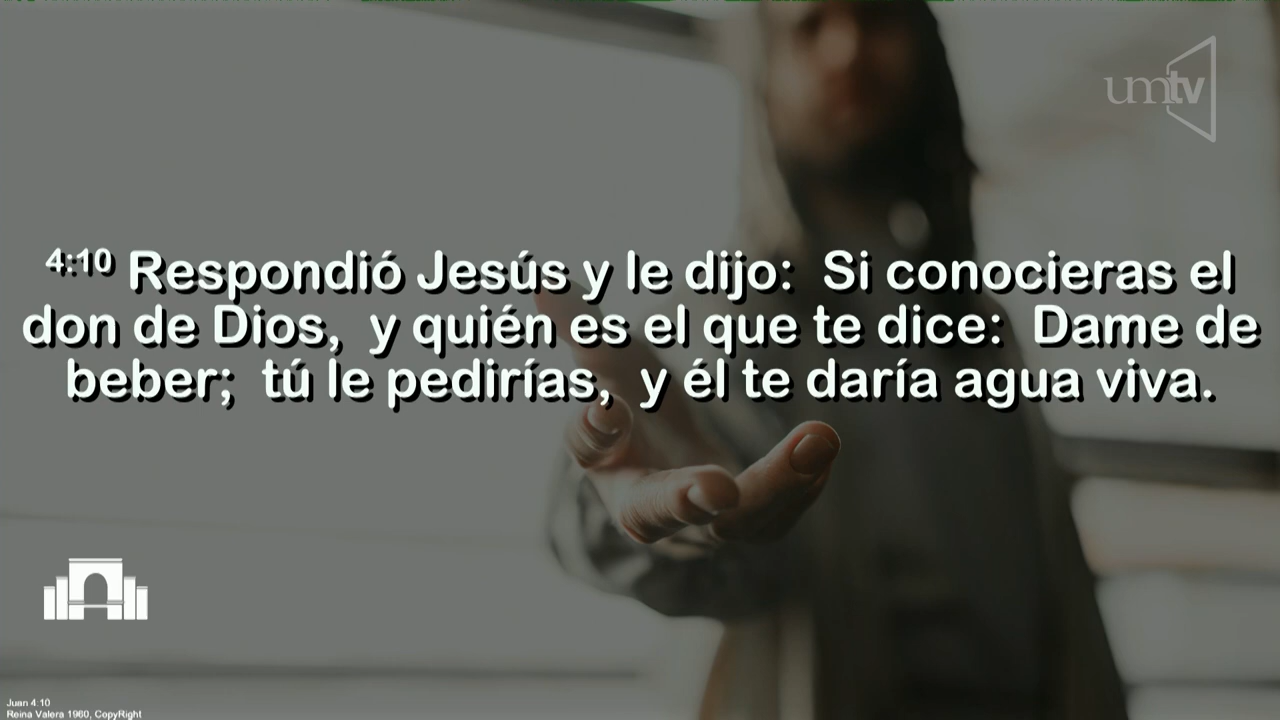 umtv
4:10 Respondió Jesús y le dijo: Si conocieras el
don de Dios, y quién es el que te dice: Dame de
beber; tú le pedirías, y él te daría agua viva.
Juan 4.10
Reina Valera 1960, CopyRight